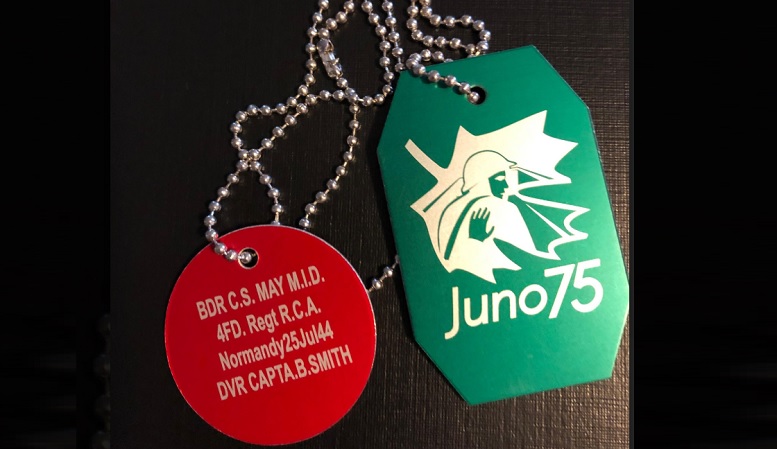 BDR C.S. MAY M.I.D.
4FD. Regt R.C.A.
Normandy25Jul44
DVR CAPTA.B.SMITH
Juno75